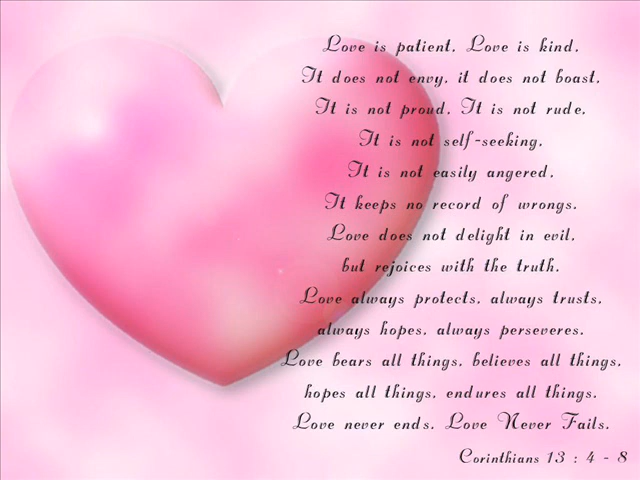 Love is patient. Love is kind.
It does not envy, it does not boast,
It is not proud. It is not rude,
It is not self-seeking.
It is not easily angered.
It keeps no record of wrongs.
Love does not delight in evil,
but rejoices with the truth.
Love always protects, always trusts,
always hopes, always perseveres.
Love bears all things, believes all things,
hopes all things, endures all things.
Love never ends. Love Never Fails.
Corinthians 13 : 4 - 8